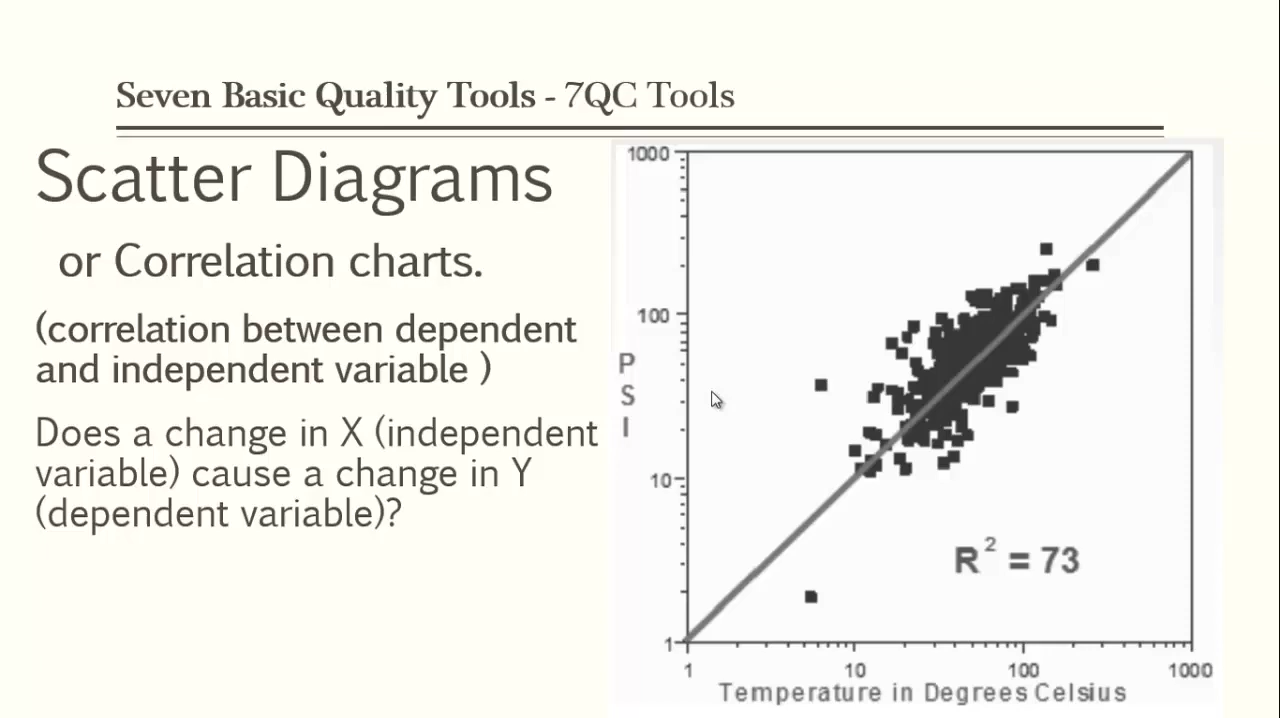 Seven Basic Quality Tools - 7QC Tools
Scatter Diagrams
or Correlation charts.
(correlation between dependent
and independent variable )
Does a change in X (independent
variable) cause a change in Y
(dependent variable)?
1000
100
10
1
P
S
I
R² = 73
1 10 100 1000
Temperature in Degrees Celsius